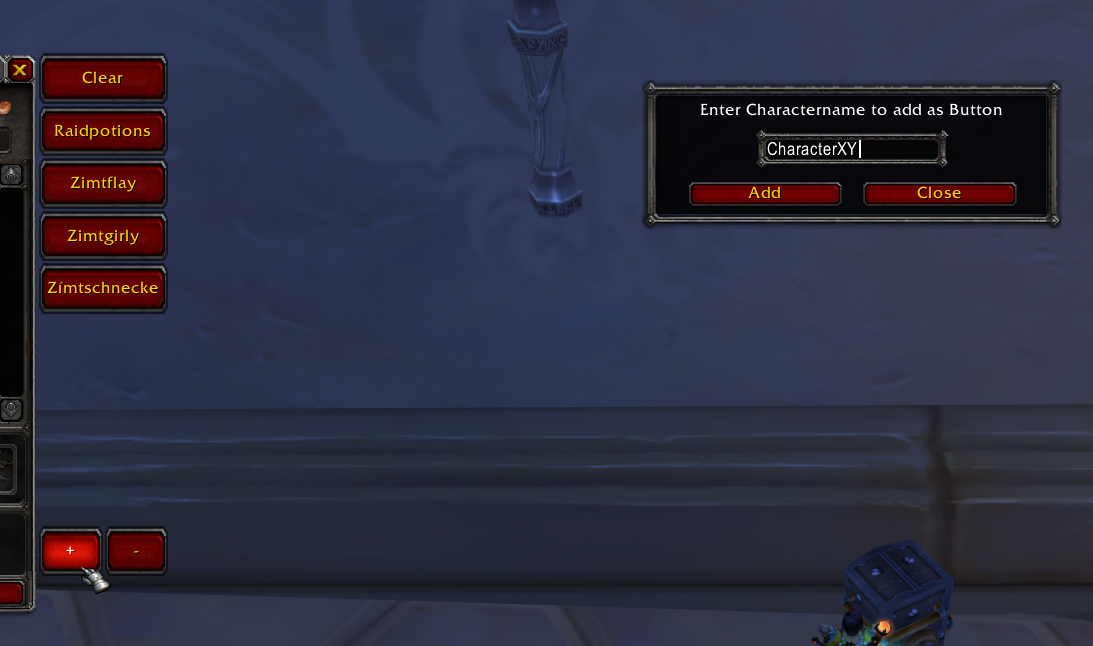 Clear
Raidpotions
Zimtflay
Zimtgirly
Zímtschnecke
+
-
Enter Charactername to add as Button
CharacterXY
Add
Close